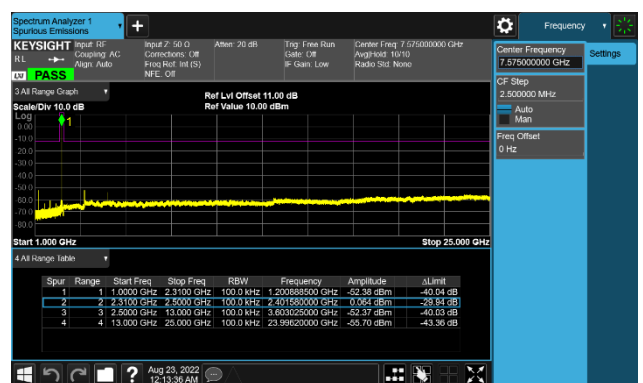 Spectrum Analyzer 1
Spurious Emissions
+
Frequency
KEYSIGHT Input: RF Input Z: 50 Ω Atten: 20 dB Trig: Free Run Center Freq: 7.575000000 GHz
RL Coupling: AC Corrections: Off Gate: Off Avg|Hold: 10/10
Align: Auto Freq Ref: Int (S) IF Gain: Low Radio Std: None
LXI PASS NFE: Off
Center Frequency
7.575000000 GHz
Settings
CF Step
2.500000 MHz
Auto
Man
Freq Offset
0 Hz
3 All Range Graph
Ref Lvl Offset 11.00 dB
Scale/Div 10.0 dB Ref Value 10.00 dBm
Log
1
0.00
-10.0
-20.0
-30.0
-40.0
-50.0
-60.0
-70.0
-80.0
Start 1.000 GHz Stop 25.000 GHz
4 All Range Table
Spur Range Start Freq Stop Freq RBW Frequency Amplitude ΔLimit
1 1 1.0000 GHz 2.3100 GHz 100.0 kHz 1.200888500 GHz -52.38 dBm -40.04 dB
2 2 2.3100 GHz 2.5000 GHz 100.0 kHz 2.401580000 GHz 0.064 dBm -29.94 dB
3 3 2.5000 GHz 13.000 GHz 100.0 kHz 3.603025000 GHz -52.37 dBm -40.03 dB
4 4 13.000 GHz 25.000 GHz 100.0 kHz 23.99620000 GHz -55.70 dBm -43.36 dB
? Aug 23, 2022
12:13:36 AM